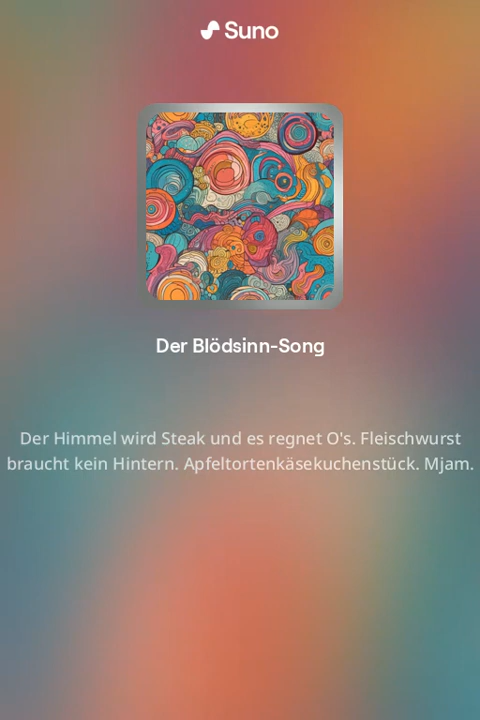 Suno
Der Blödsinn-Song
Der Himmel wird Steak und es regnet O's. Fleischwurst
braucht kein Hintern. Apfeltortenkäsekuchenstück. Mjam.